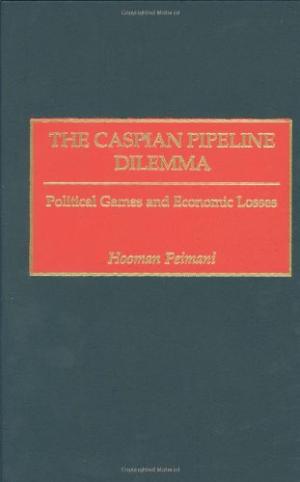 THE CASPIAN PIPELINE
DILEMMA
Political Games and Economic Losses
Hooman Peimani